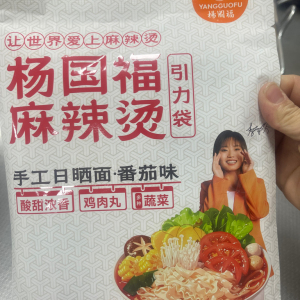 YANGGUOFU
杨国福
让世界爱上麻辣烫
杨国福
麻辣烫
引力袋
手工日晒面·番茄味
酸甜浓香 鸡肉丸 蔬菜